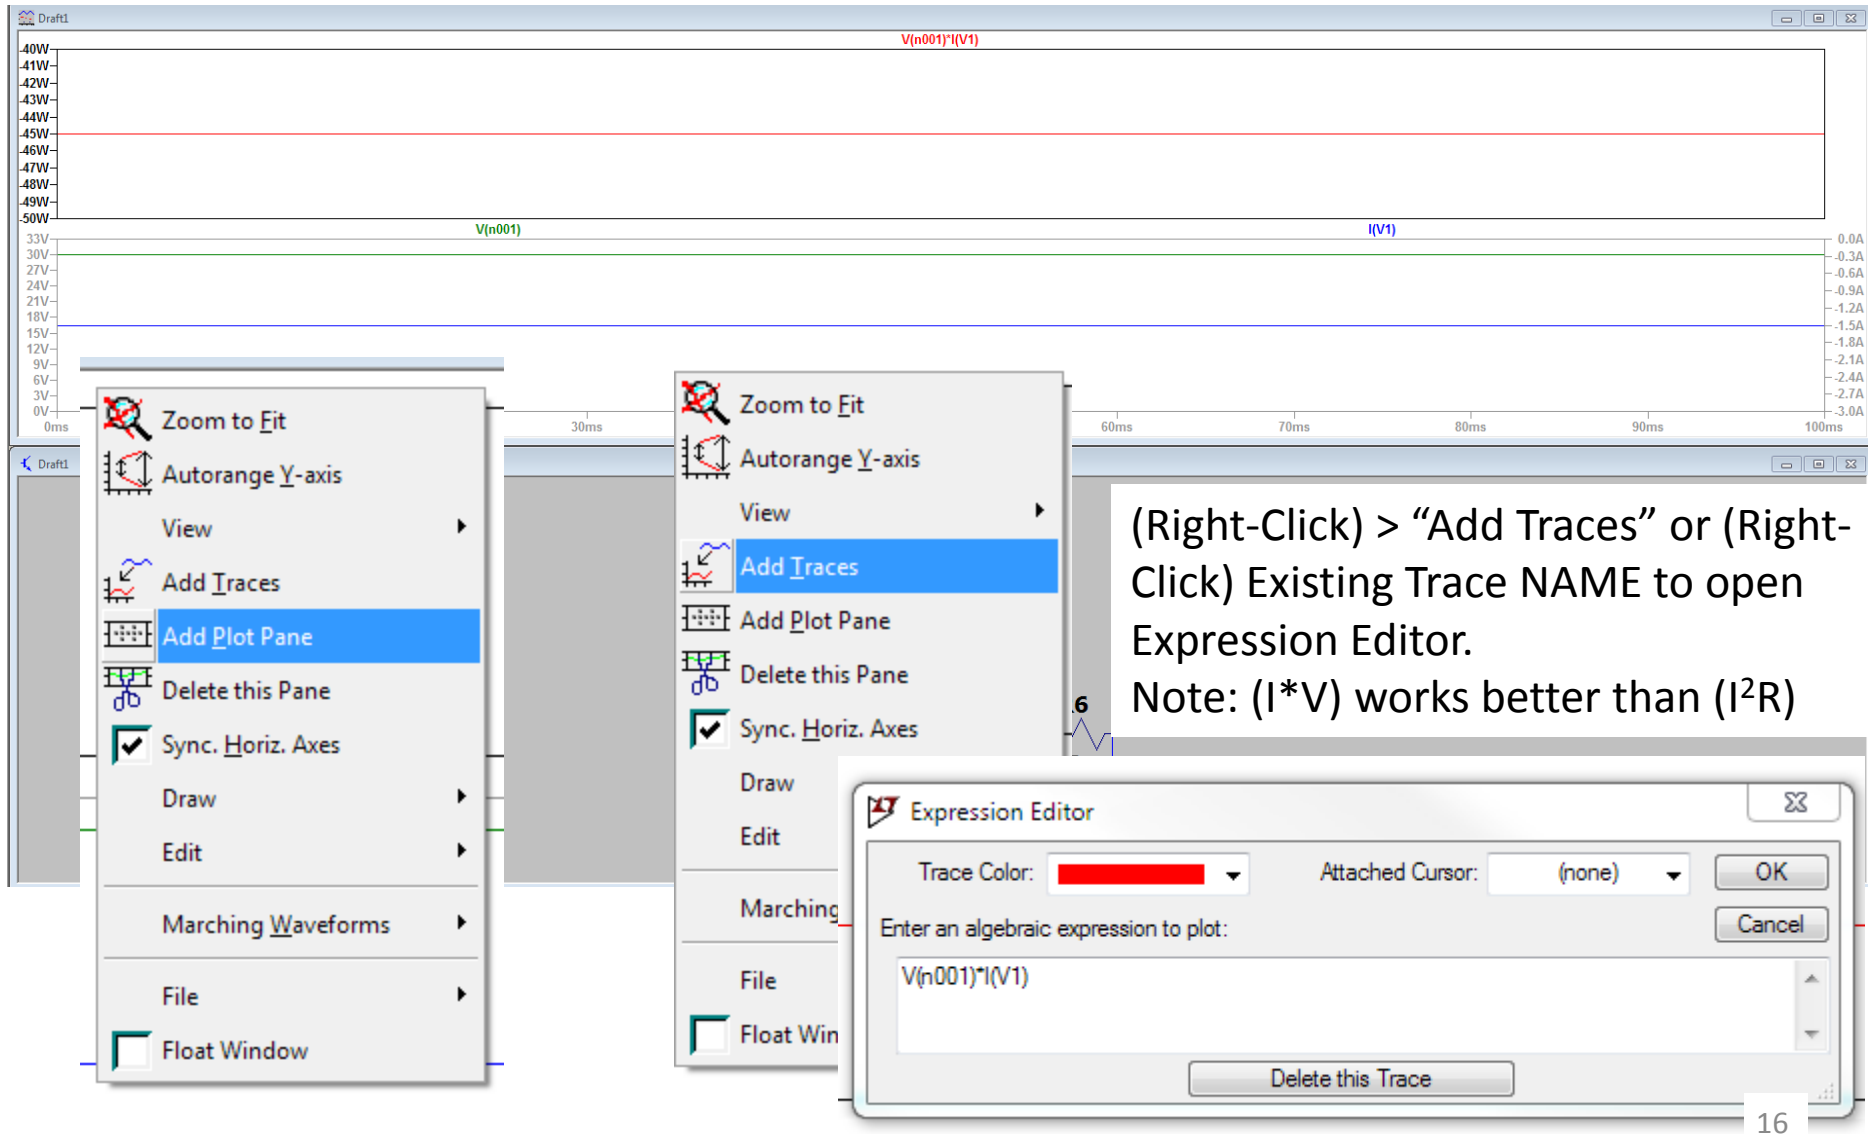 Draft1
V(n001)*I(V1)
-40W
-41W
-42W
-43W
-44W
-45W
-46W
-47W
-48W
-49W
-50W
V(n001)
I(V1)
33V
30V
27V
24V
21V
18V
15V
12V
9V
6V
3V
0V
0.0A
-0.3A
-0.6A
-0.9A
-1.2A
-1.5A
-1.8A
-2.1A
-2.4A
-2.7A
-3.0A
0ms
30ms
60ms
70ms
80ms
90ms
100ms
Draft1
Zoom to Fit
Autorange Y-axis
View
Add Traces
Add Plot Pane
Delete this Pane
Sync. Horiz. Axes
Draw
Edit
Marching Waveforms
File
Float Window
Zoom to Fit
Autorange Y-axis
View
Add Traces
Add Plot Pane
Delete this Pane
Sync. Horiz. Axes
Draw
Edit
Marching
File
Float Win
(Right-Click) > “Add Traces” or (Right-
Click) Existing Trace NAME to open
Expression Editor.
Note: (I*V) works better than (I²R)
6
Expression Editor
Trace Color:
Attached Cursor:
(none)
OK
Enter an algebraic expression to plot:
Cancel
V(n001)*I(V1)
Delete this Trace
16